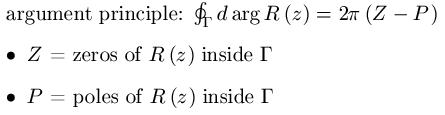 argument principle: ∮_Γ d arg R (z) = 2π (Z − P)
• Z = zeros of R (z) inside Γ
• P = poles of R (z) inside Γ